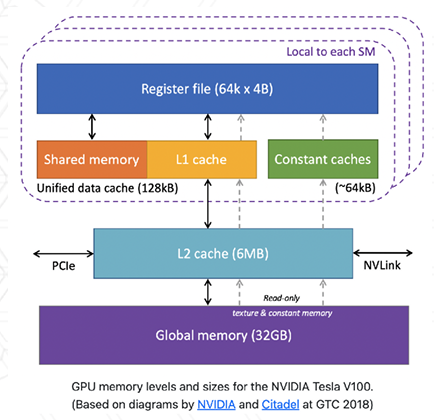 Local to each SM
Register file (64k x 4B)
Shared memory
L1 cache
Constant caches
Unified data cache (128kB)
(~64kB)
L2 cache (6MB)
PCIe
NVLink
Read-only
texture & constant memory
Global memory (32GB)
GPU memory levels and sizes for the NVIDIA Tesla V100.
(Based on diagrams by NVIDIA and Citadel at GTC 2018)